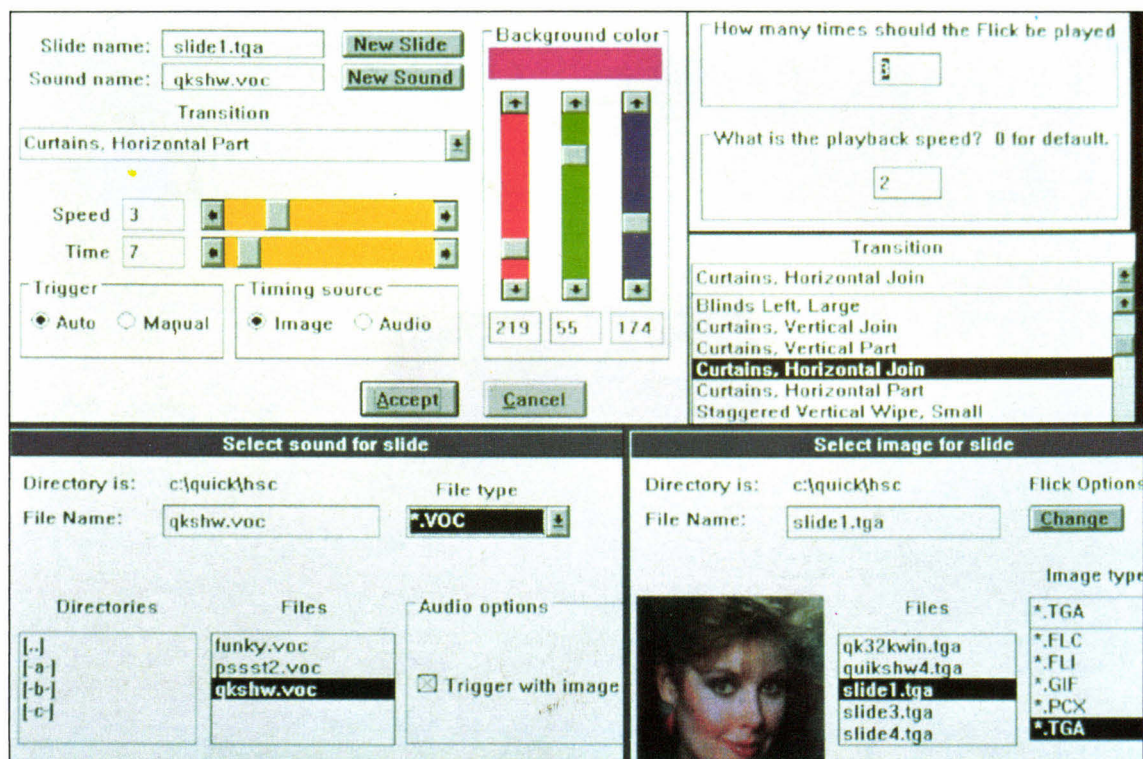 Slide name: slide1.tga New Slide
Sound name: qkshw.voc New Sound
Transition
Curtains, Horizontal Part
Speed 3
Time 7
Trigger
Auto Manual
Timing source
Image Audio
Background color
219 55 174
Accept Cancel
How many times should the Flick be played
What is the playback speed? 0 for default.
2
Transition
Curtains, Horizontal Join
Blinds Left, Large
Curtains, Vertical Join
Curtains, Vertical Part
Curtains, Horizontal Join
Curtains, Horizontal Part
Staggered Vertical Wipe, Small
Select sound for slide
Directory is: c:\quick\hsc
File Name: qkshw.voc
File type
*.VOC
Directories
[..]
[-a-]
[-b-]
[-c-]
Files
funky.voc
pssst2.voc
qkshw.voc
Audio options
Trigger with image
Select image for slide
Directory is: c:\quick\hsc
File Name: slide1.tga
Flick Options
Change
Files
qk32kwin.tga
quikshw4.tga
slide1.tga
slide3.tga
slide4.tga
Image type
*.TGA
*.FLC
*.FLI
*.GIF
*.PCX
*.TGA